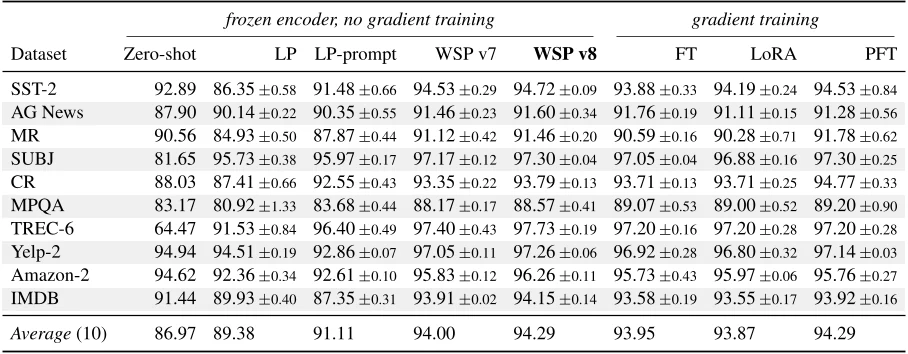 frozen encoder, no gradient training gradient training
Dataset Zero-shot LP LP-prompt WSP v7 WSP v8 FT LoRA PFT
SST-2 92.89 86.35 ±0.58 91.48 ±0.66 94.53 ±0.29 94.72 ±0.09 93.88 ±0.33 94.19 ±0.24 94.53 ±0.84
AG News 87.90 90.14 ±0.22 90.35 ±0.55 91.46 ±0.23 91.60 ±0.34 91.76 ±0.19 91.11 ±0.15 91.28 ±0.56
MR 90.56 84.93 ±0.50 87.87 ±0.44 91.12 ±0.42 91.46 ±0.20 90.59 ±0.16 90.28 ±0.71 91.78 ±0.62
SUBJ 81.65 95.73 ±0.38 95.97 ±0.17 97.17 ±0.12 97.30 ±0.04 97.05 ±0.04 96.88 ±0.16 97.30 ±0.25
CR 88.03 87.41 ±0.66 92.55 ±0.43 93.35 ±0.22 93.79 ±0.13 93.71 ±0.13 93.71 ±0.25 94.77 ±0.33
MPQA 83.17 80.92 ±1.33 83.68 ±0.44 88.17 ±0.17 88.57 ±0.41 89.07 ±0.53 89.00 ±0.52 89.20 ±0.90
TREC-6 64.47 91.53 ±0.84 96.40 ±0.49 97.40 ±0.43 97.73 ±0.19 97.20 ±0.16 97.20 ±0.28 97.20 ±0.28
Yelp-2 94.94 94.51 ±0.19 92.86 ±0.07 97.05 ±0.11 97.26 ±0.06 96.92 ±0.28 96.80 ±0.32 97.14 ±0.03
Amazon-2 94.62 92.36 ±0.34 92.61 ±0.10 95.83 ±0.12 96.26 ±0.11 95.73 ±0.43 95.97 ±0.06 95.76 ±0.27
IMDB 91.44 89.93 ±0.40 87.35 ±0.31 93.91 ±0.02 94.15 ±0.14 93.58 ±0.19 93.55 ±0.17 93.92 ±0.16
Average (10) 86.97 89.38 91.11 94.00 94.29 93.95 93.87 94.29